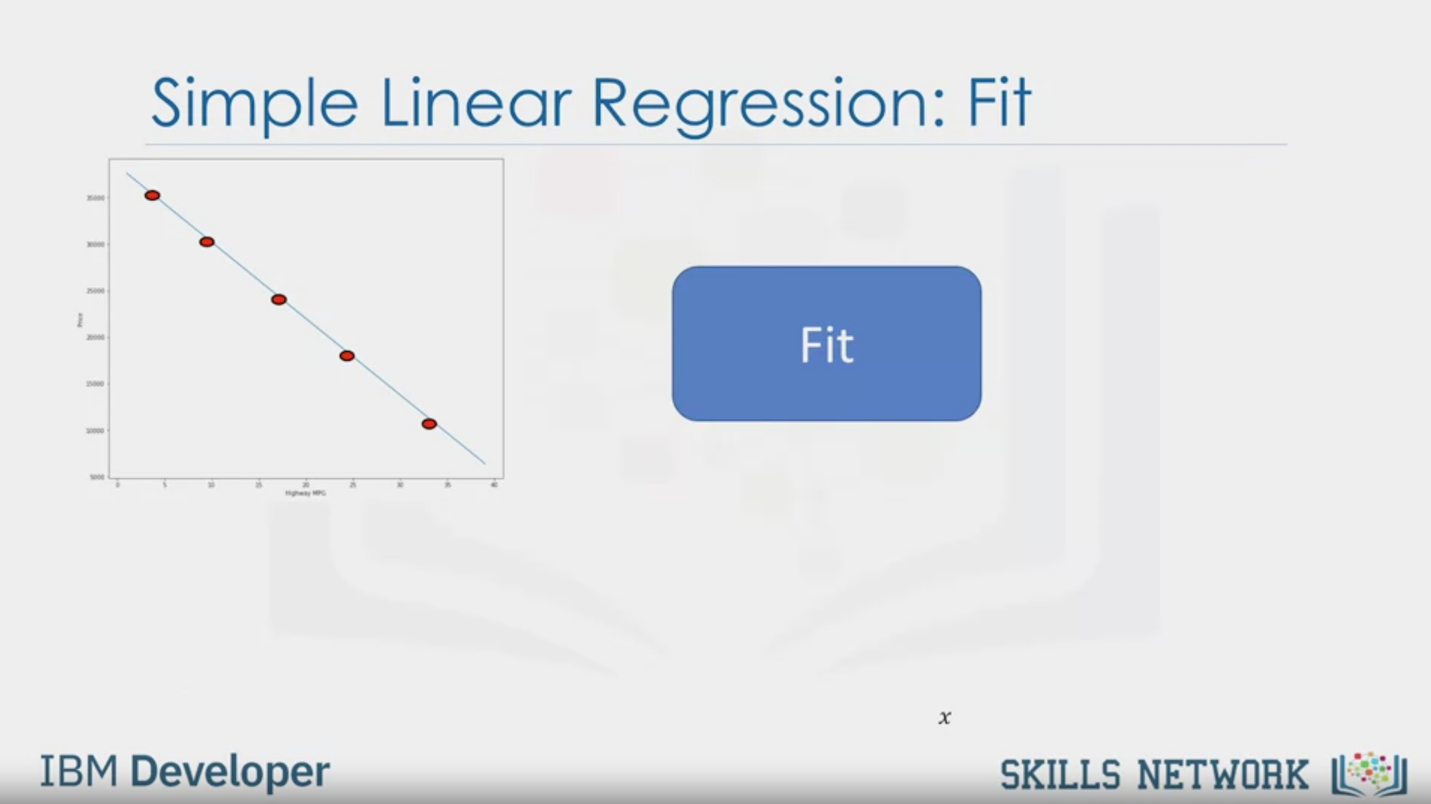 Simple Linear Regression: Fit
35000
30000
25000
20000
15000
10000
5000
Price
0 5 10 15 20 25 30 35 40
Highway MPG
Fit
x
IBM Developer
SKILLS NETWORK